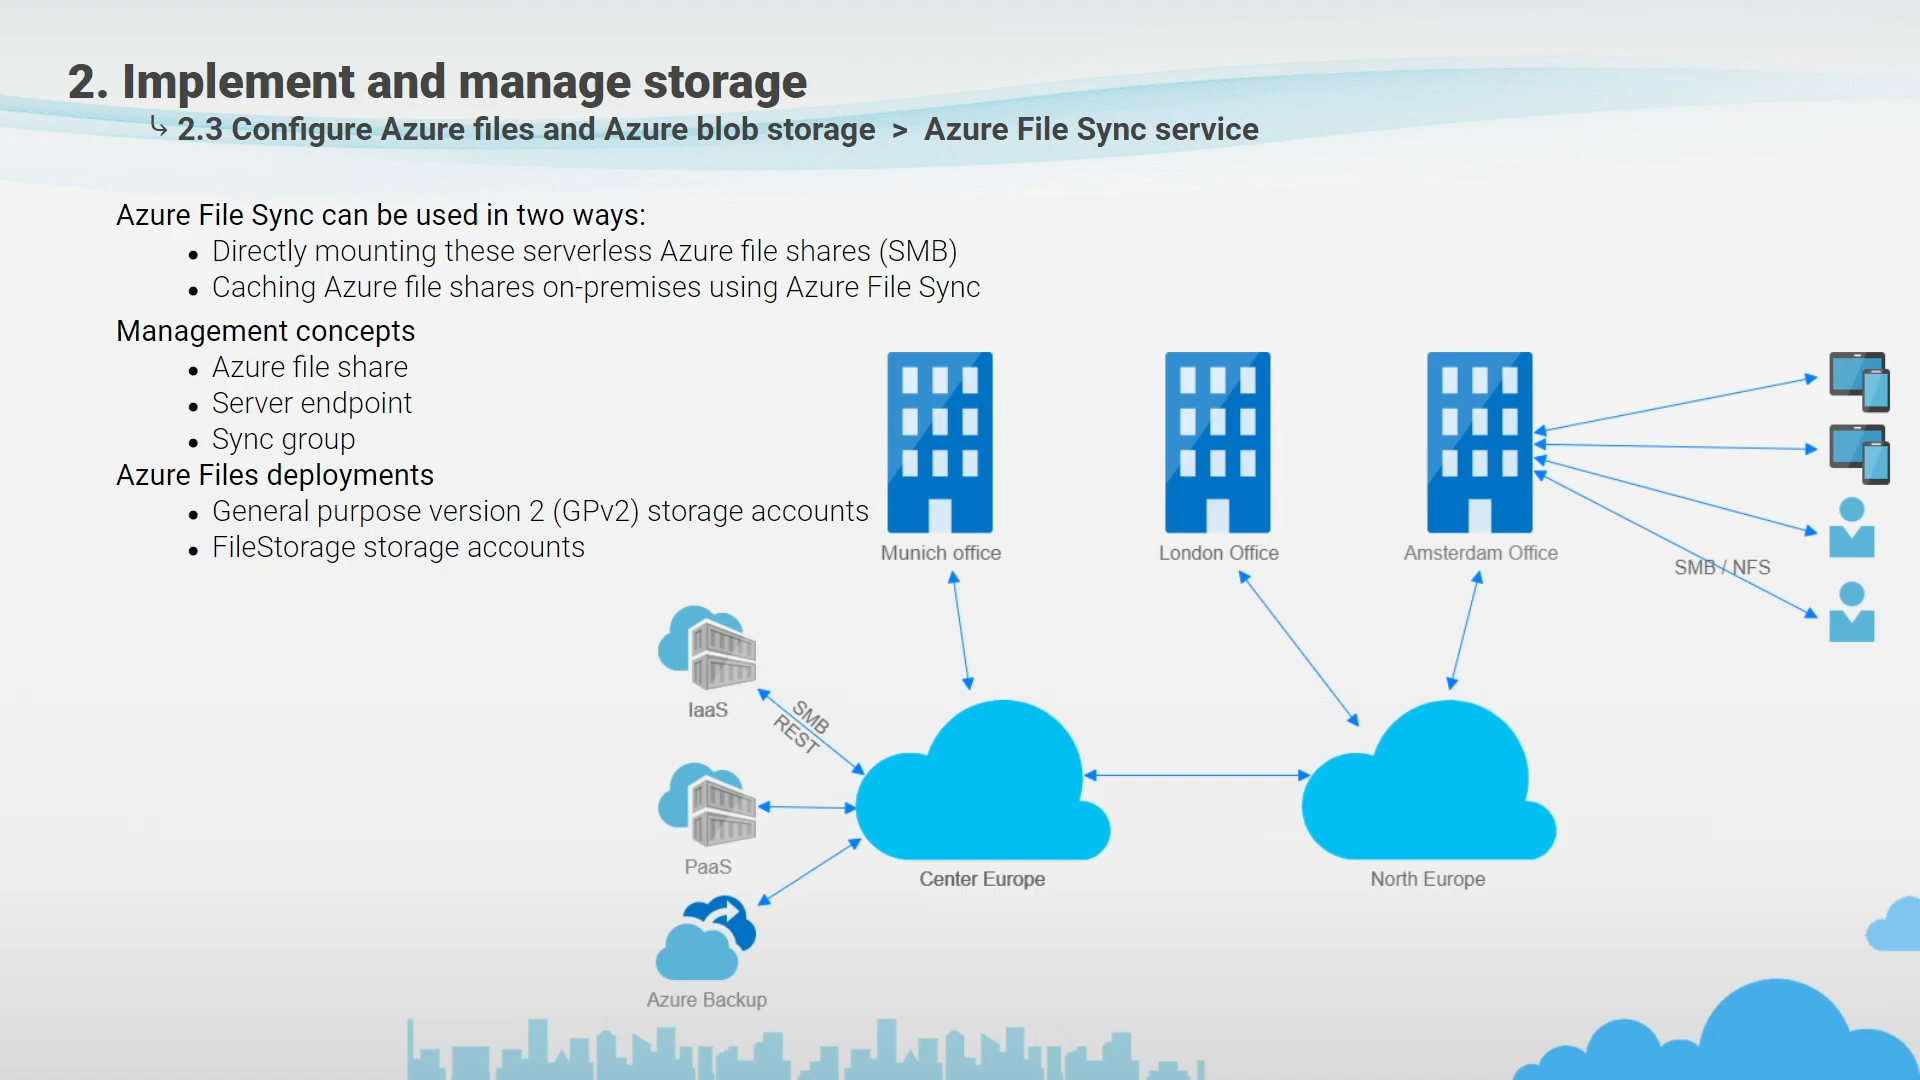 2. Implement and manage storage
2.3 Configure Azure files and Azure blob storage > Azure File Sync service
Azure File Sync can be used in two ways:
• Directly mounting these serverless Azure file shares (SMB)
• Caching Azure file shares on-premises using Azure File Sync
Management concepts
• Azure file share
• Server endpoint
• Sync group
Azure Files deployments
• General purpose version 2 (GPv2) storage accounts
• FileStorage storage accounts
Munich office
London Office
Amsterdam Office
SMB / NFS
IaaS
SMB
REST
PaaS
Center Europe
North Europe
Azure Backup